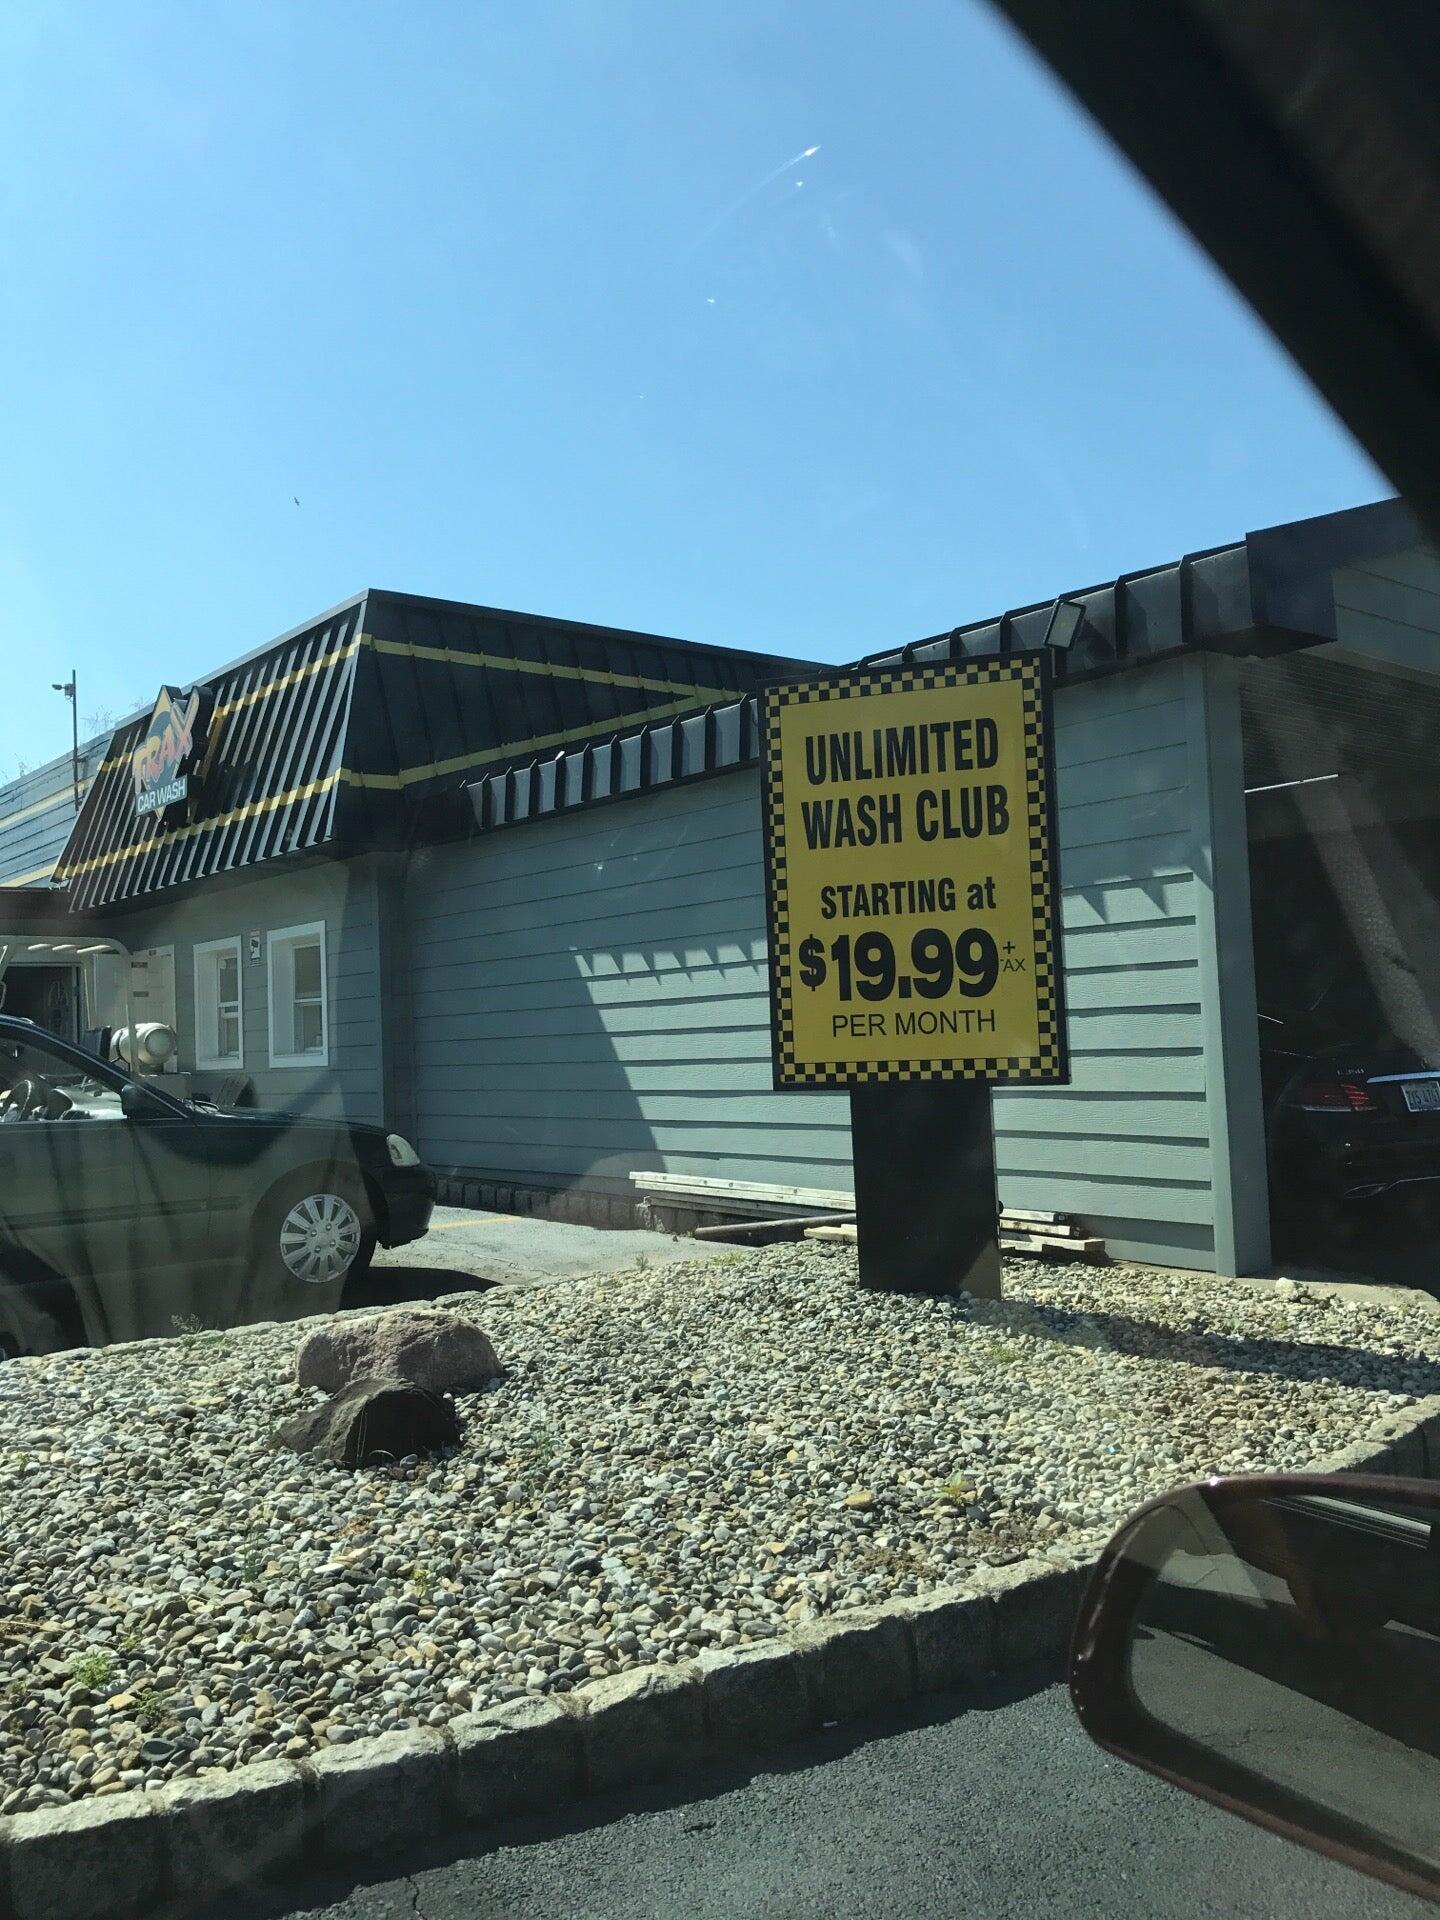 TRAX
CAR WASH
UNLIMITED
WASH CLUB
STARTING at
$19.99 + TAX
PER MONTH